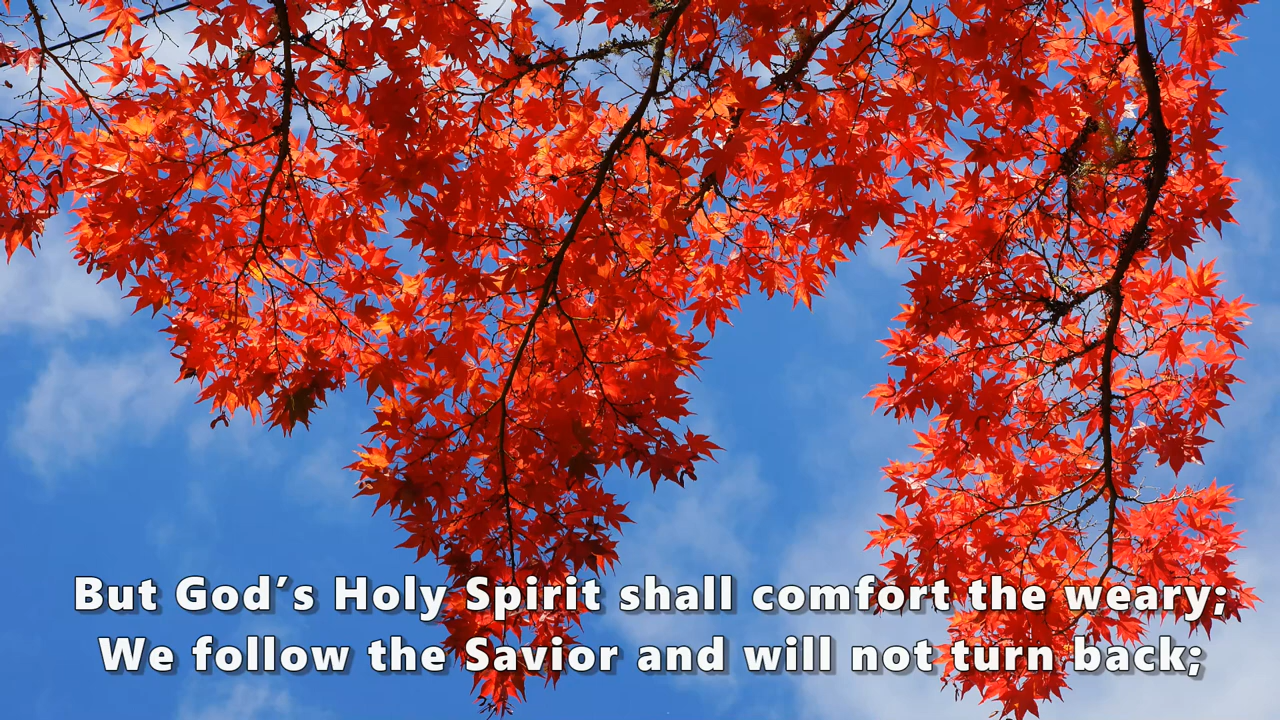 But God’s Holy Spirit shall comfort the weary;
We follow the Savior and will not turn back;